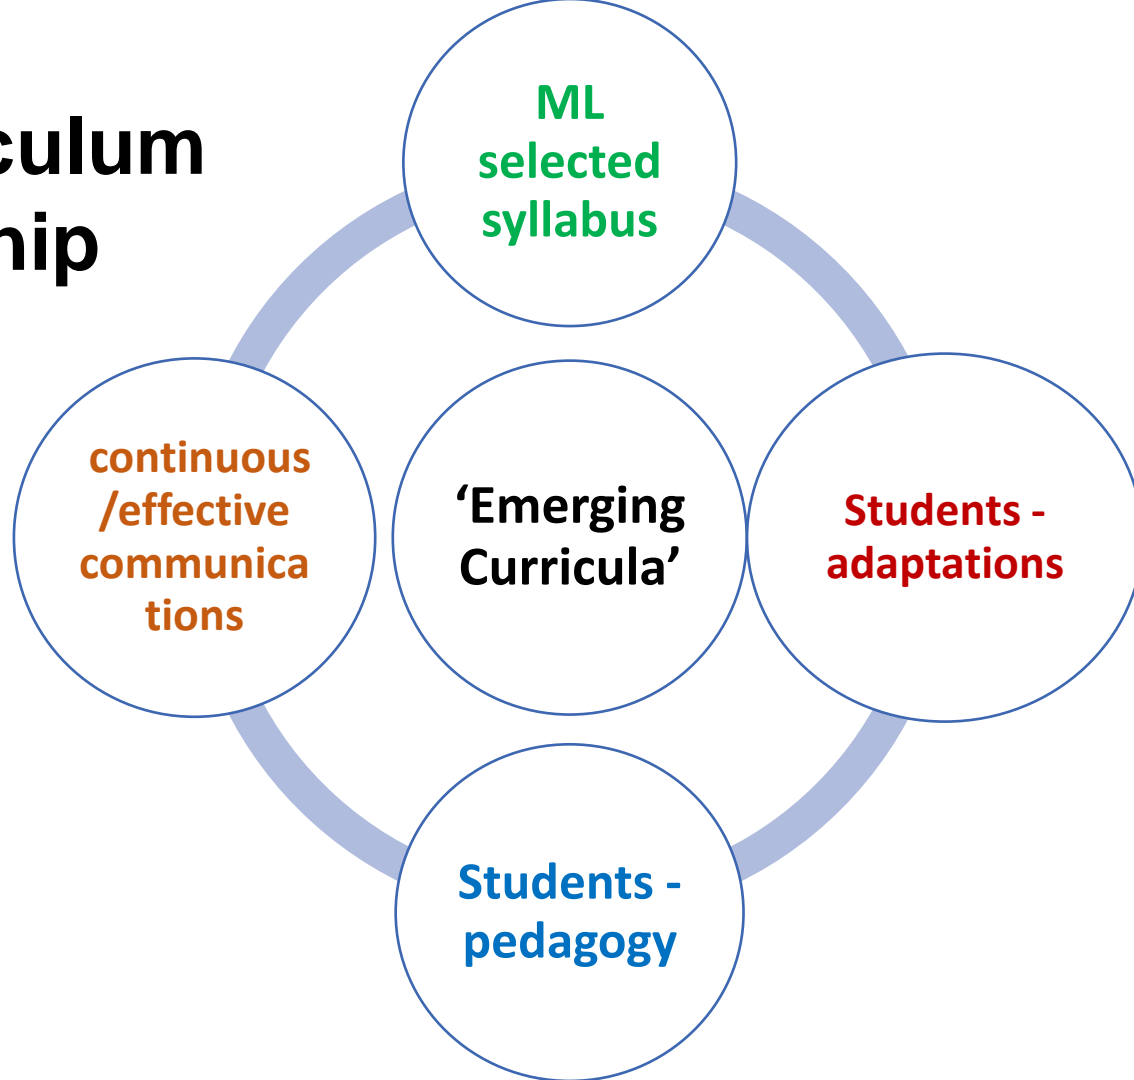 culum
hip
ML
selected
syllabus
continuous
/effective
communica
tions
‘Emerging
Curricula’
Students -
adaptations
Students -
pedagogy